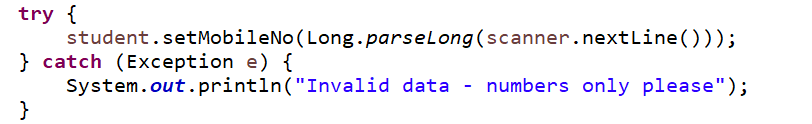 try {
    student.setMobileNo(Long.parseLong(scanner.nextLine()));
} catch (Exception e) {
    System.out.println("Invalid data - numbers only please");
}